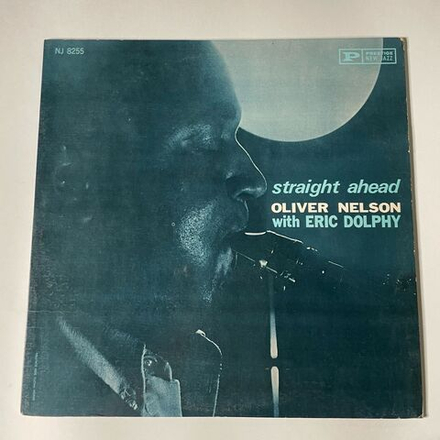 NJ 8255
P PRESTIGE
NEW JAZZ
straight ahead
OLIVER NELSON
with ERIC DOLPHY